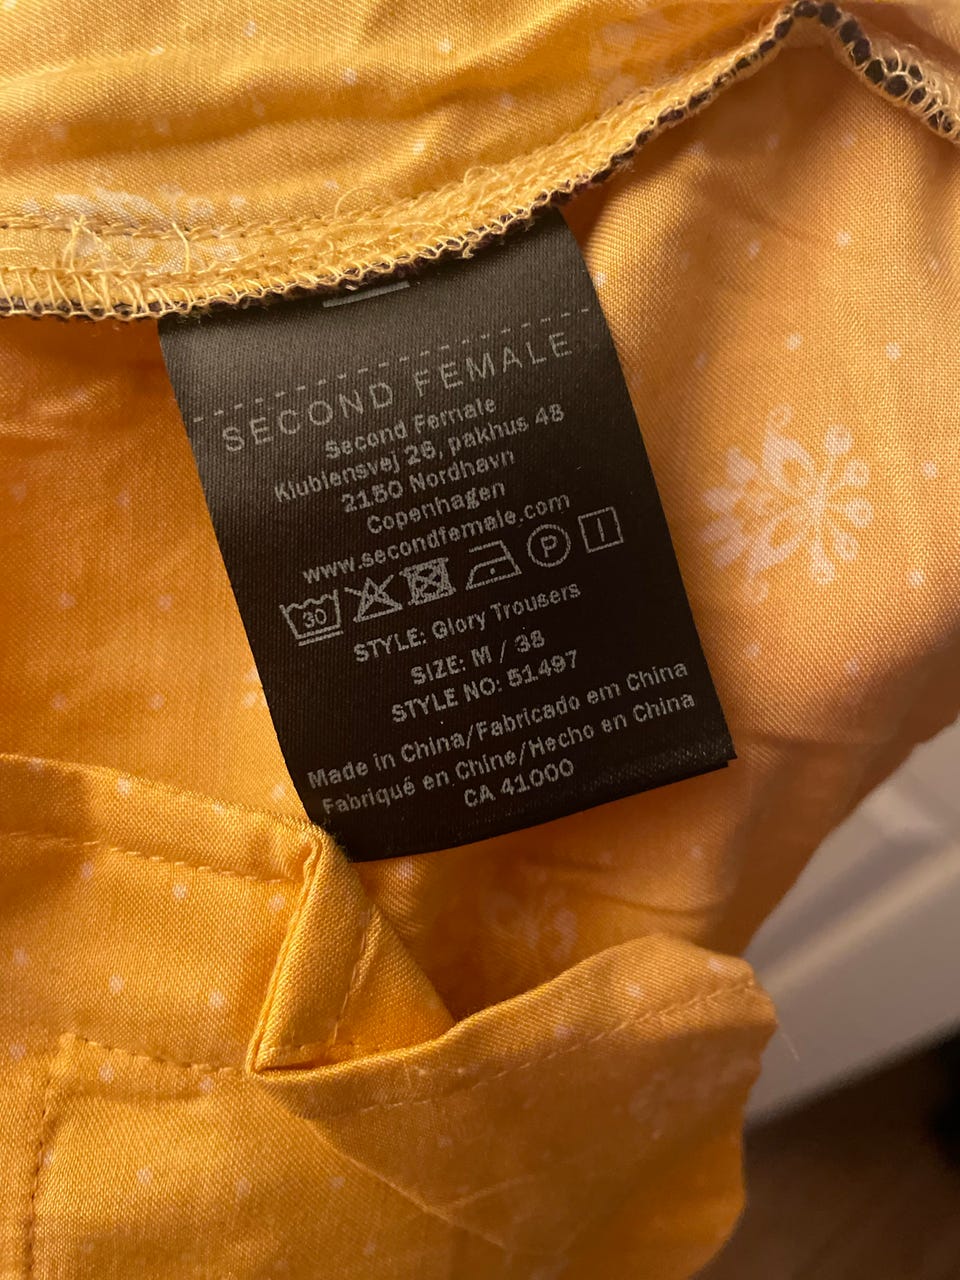 SECOND FEMALE
Second Female
Klubiensvej 26, pakhus 48
2150 Nordhavn
Copenhagen
www.secondfemale.com
30 P
STYLE: Glory Trousers
SIZE: M / 38
STYLE NO: 51497
Made in China/Fabricado em China
Fabriqué en Chine/Hecho en China
CA 41000